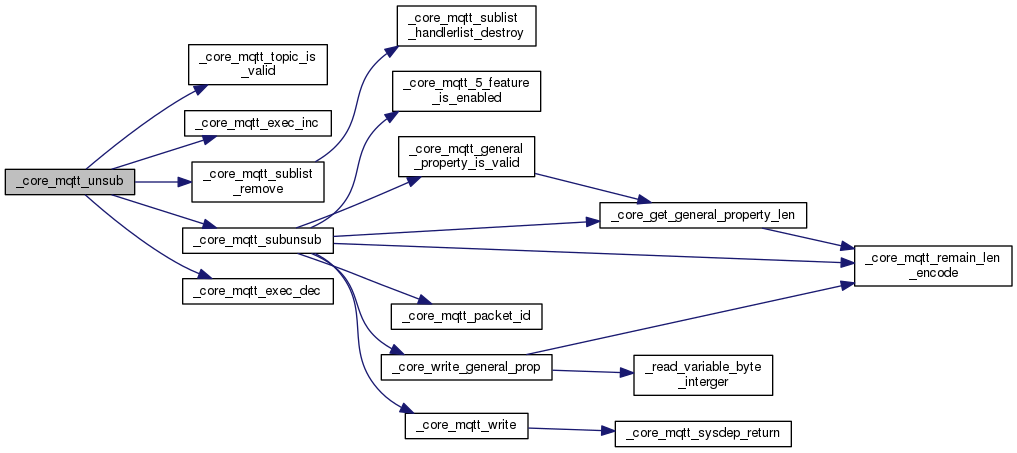 _core_mqtt_unsub
_core_mqtt_topic_is
_valid
_core_mqtt_exec_inc
_core_mqtt_sublist
_remove
_core_mqtt_subunsub
_core_mqtt_exec_dec
_core_mqtt_sublist
_handlerlist_destroy
_core_mqtt_5_feature
_is_enabled
_core_mqtt_general
_property_is_valid
_core_mqtt_packet_id
_core_write_general_prop
_core_mqtt_write
_core_get_general_property_len
_read_variable_byte
_interger
_core_mqtt_sysdep_return
_core_mqtt_remain_len
_encode